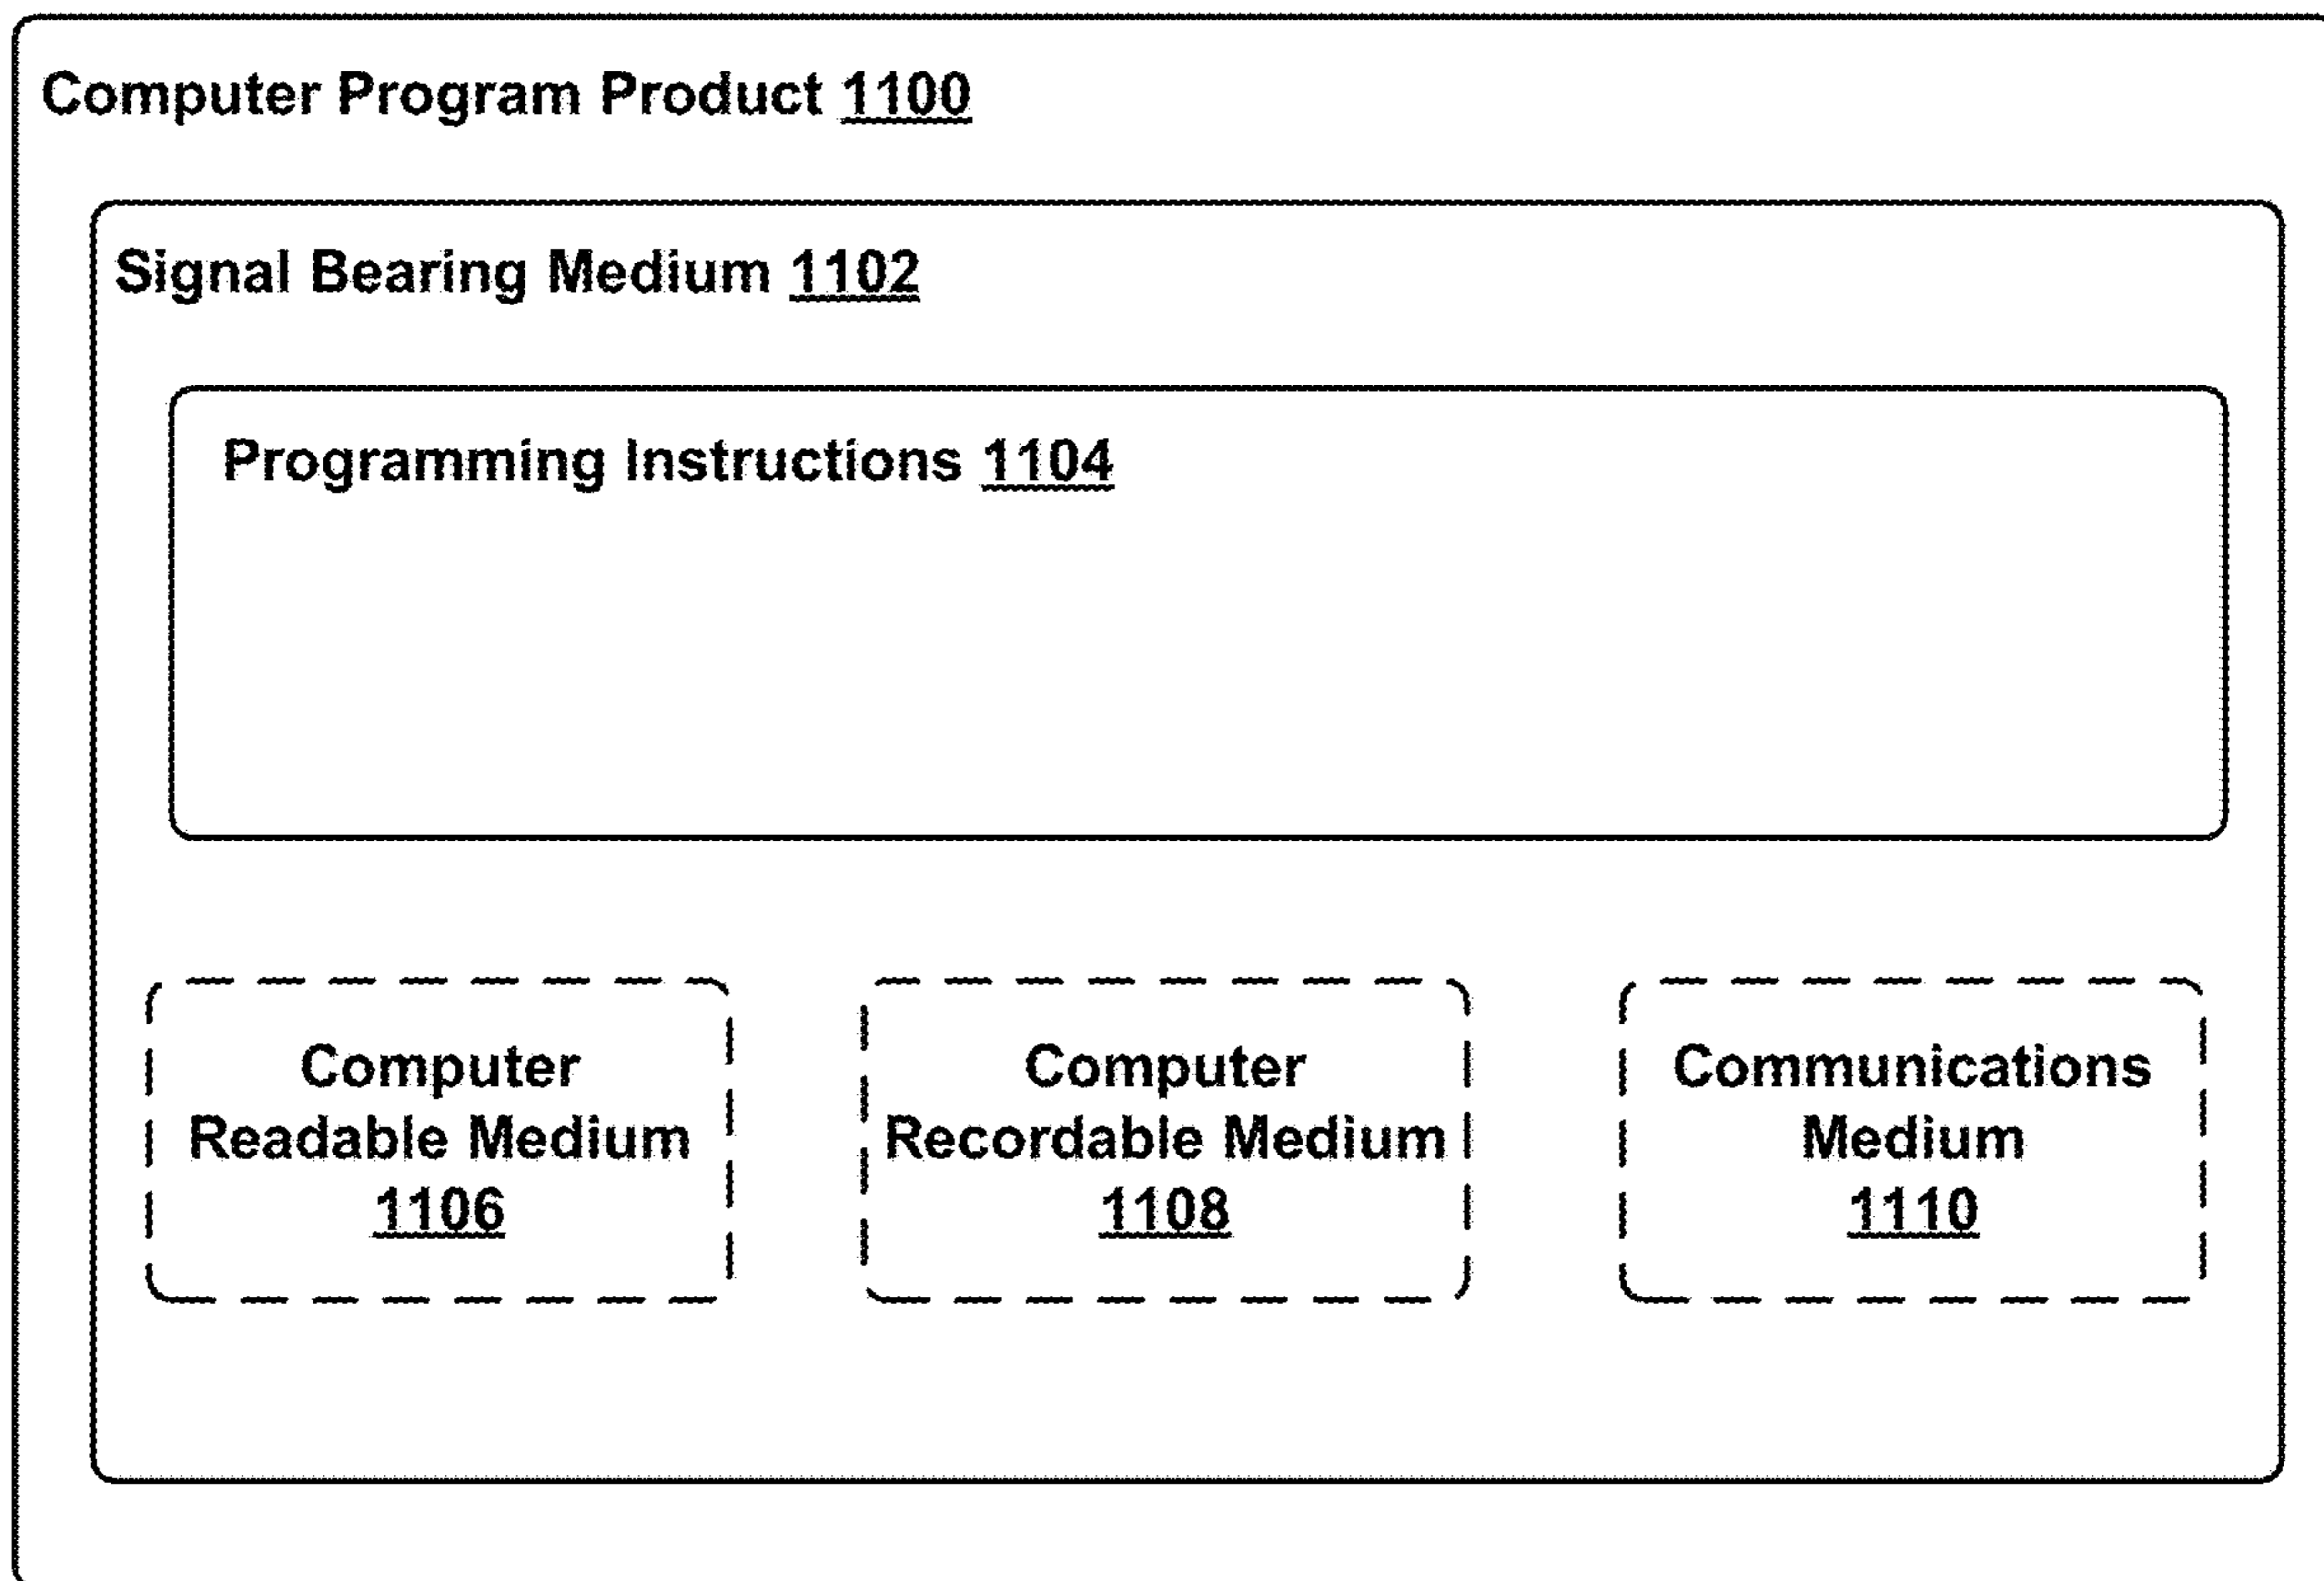 Computer Program Product 1100
Signal Bearing Medium 1102
Programming Instructions 1104
Computer
Readable Medium
1106
Computer
Recordable Medium
1108
Communications
Medium
1110